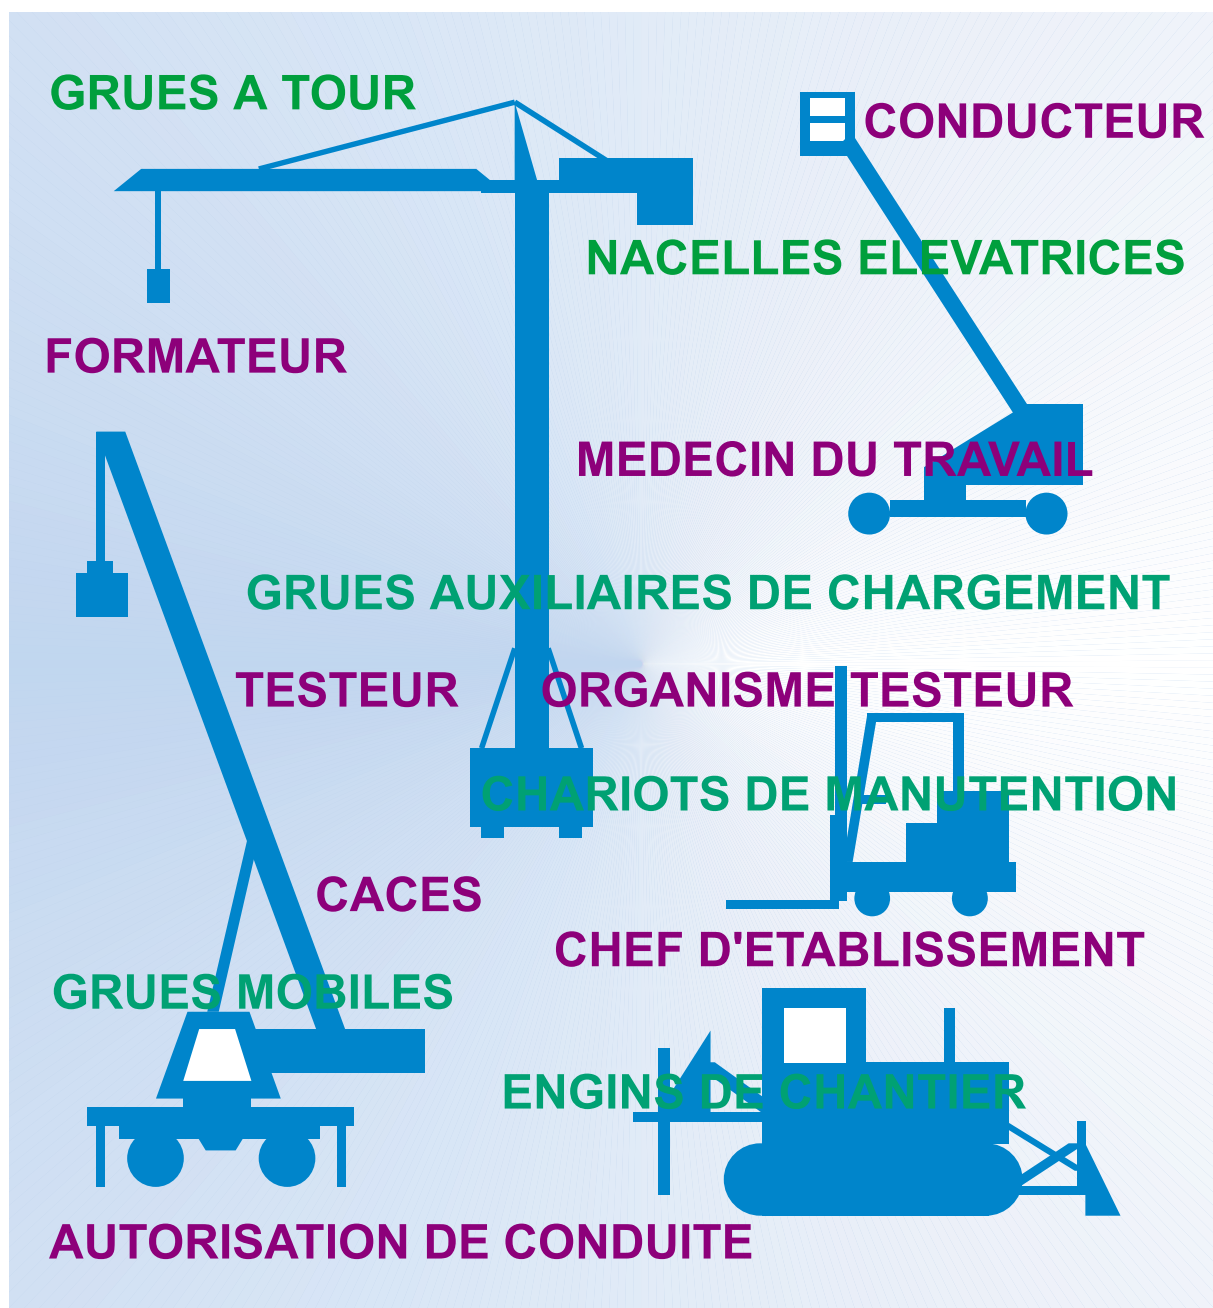 GRUES A TOUR
CONDUCTEUR
NACELLES ELEVATRICES
FORMATEUR
MEDECIN DU TRAVAIL
GRUES AUXILIAIRES DE CHARGEMENT
TESTEUR
ORGANISME TESTEUR
CHARIOTS DE MANUTENTION
CACES
CHEF D'ETABLISSEMENT
GRUES MOBILES
ENGINS DE CHANTIER
AUTORISATION DE CONDUITE